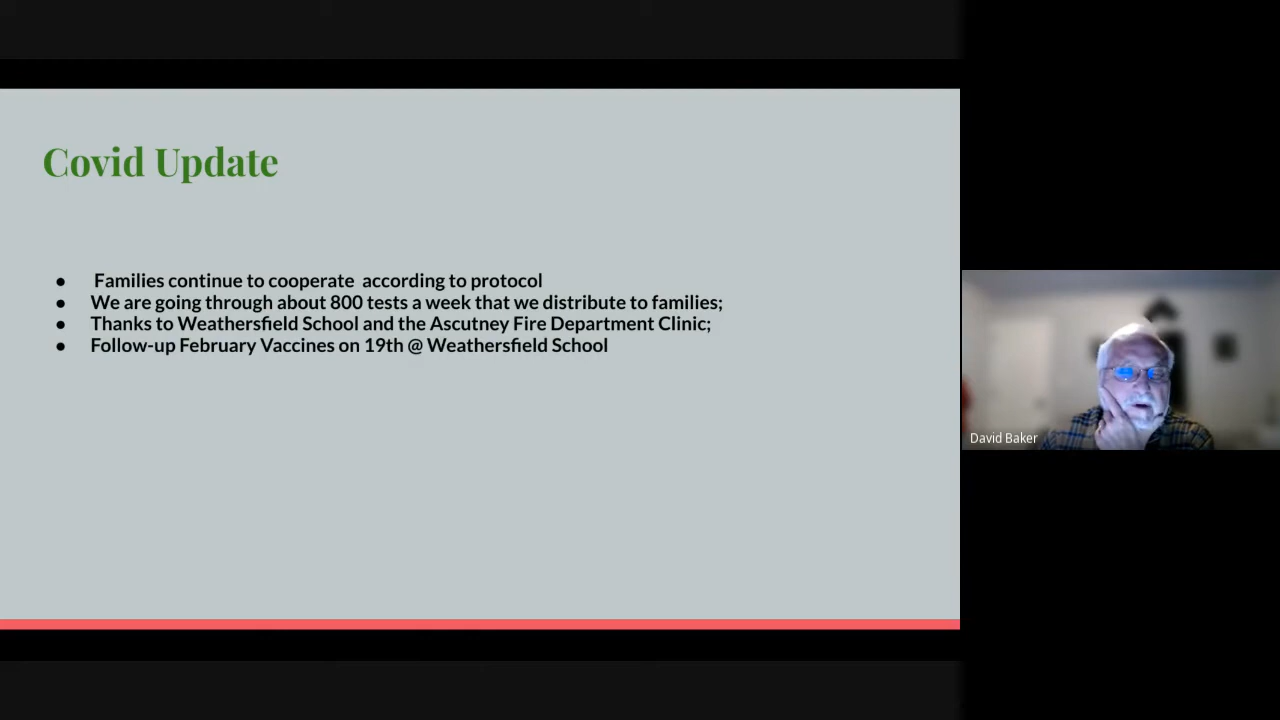 Covid Update
● Families continue to cooperate according to protocol
● We are going through about 800 tests a week that we distribute to families;
● Thanks to Weathersfield School and the Ascutney Fire Department Clinic;
● Follow-up February Vaccines on 19th @ Weathersfield School
David Baker